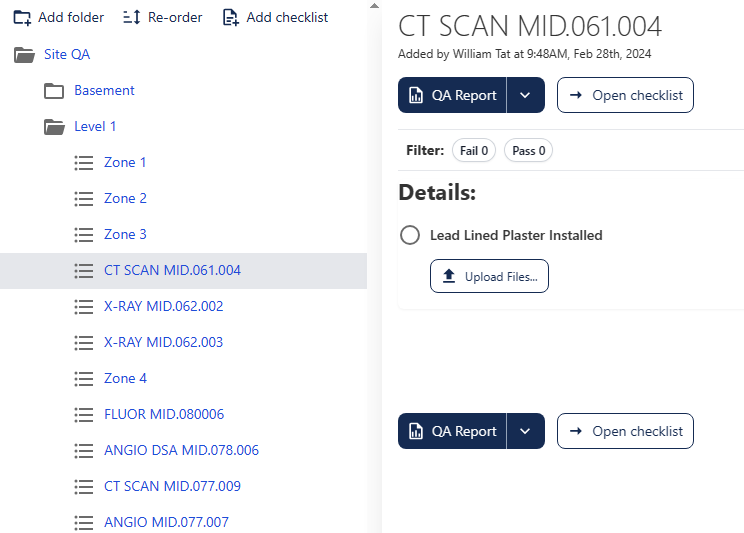 Add folder
Re-order
Add checklist
Site QA
Basement
Level 1
Zone 1
Zone 2
Zone 3
CT SCAN MID.061.004
X-RAY MID.062.002
X-RAY MID.062.003
Zone 4
FLUOR MID.080006
ANGIO DSA MID.078.006
CT SCAN MID.077.009
ANGIO MID.077.007
CT SCAN MID.061.004
Added by William Tat at 9:48AM, Feb 28th, 2024
QA Report
Open checklist
Filter: Fail 0 Pass 0
Details:
Lead Lined Plaster Installed
Upload Files...
QA Report
Open checklist